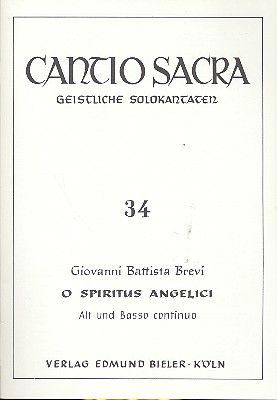 CANTIO SACRA
GEISTLICHE SOLOKANTATEN
34
Giovanni Battista Brevi
O SPIRITUS ANGELICI
Alt und Basso continuo
VERLAG EDMUND BIELER - KÖLN